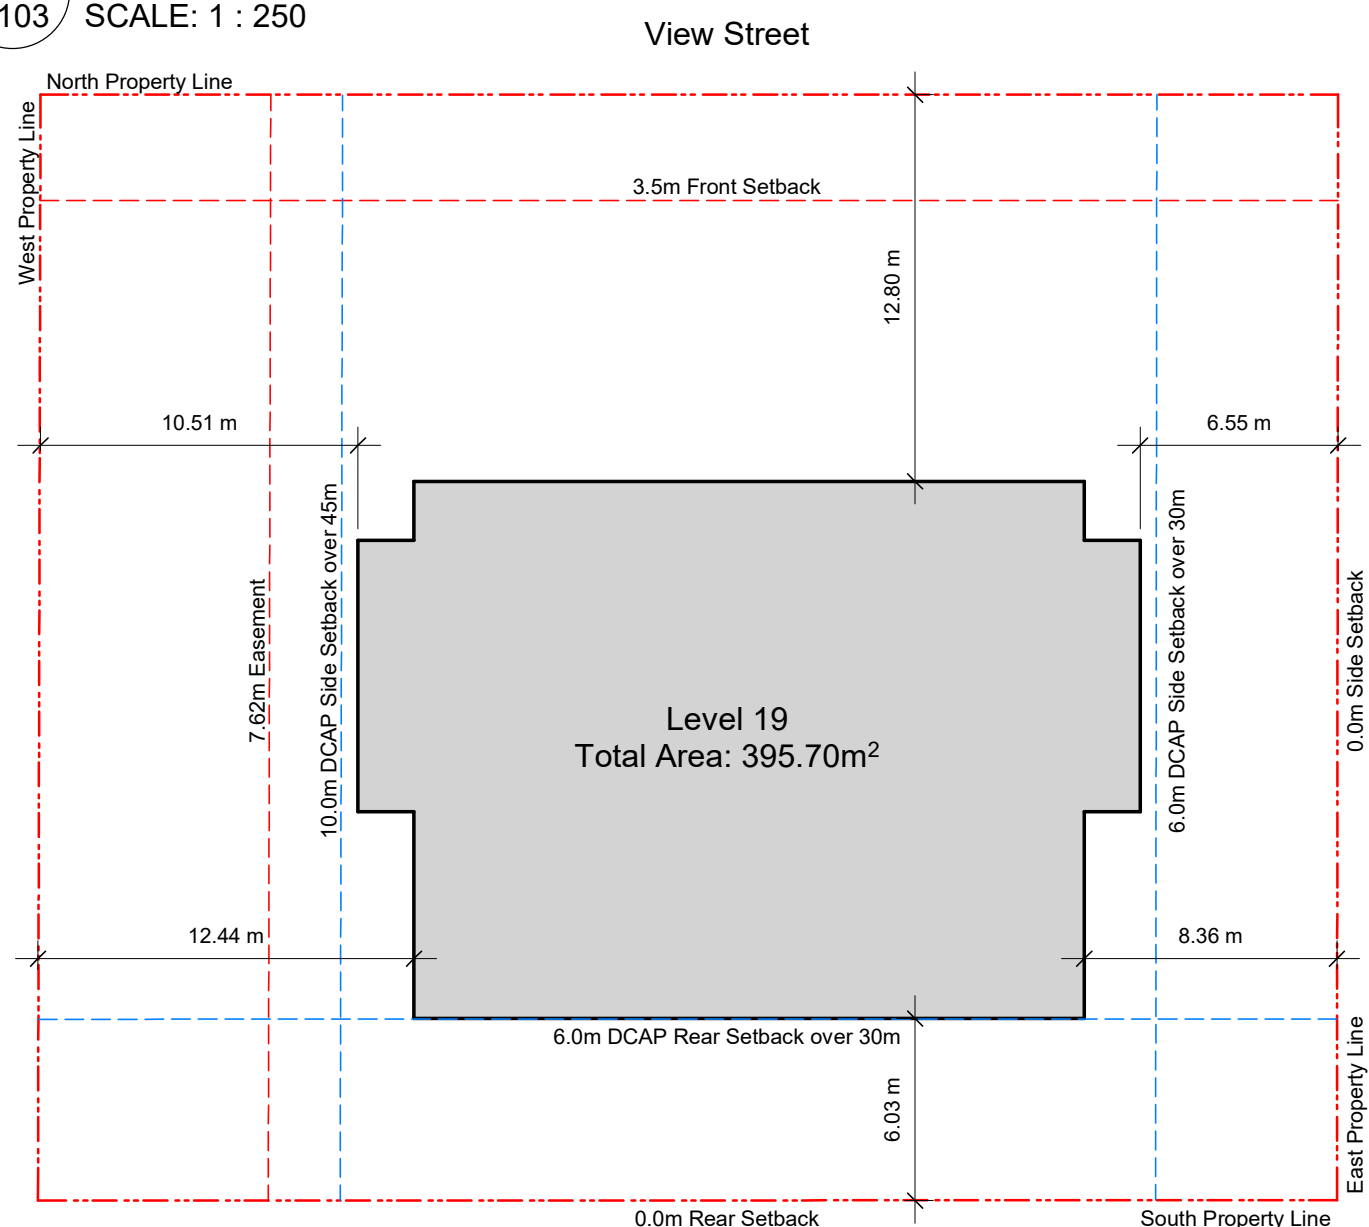 103
SCALE: 1 : 250
View Street
North Property Line
West Property Line
3.5m Front Setback
12.80 m
10.51 m
6.55 m
7.62m Easement
10.0m DCAP Side Setback over 45m
6.0m DCAP Side Setback over 30m
0.0m Side Setback
Level 19
Total Area: 395.70m²
12.44 m
8.36 m
6.0m DCAP Rear Setback over 30m
6.03 m
East Property Line
0.0m Rear Setback
South Property Line